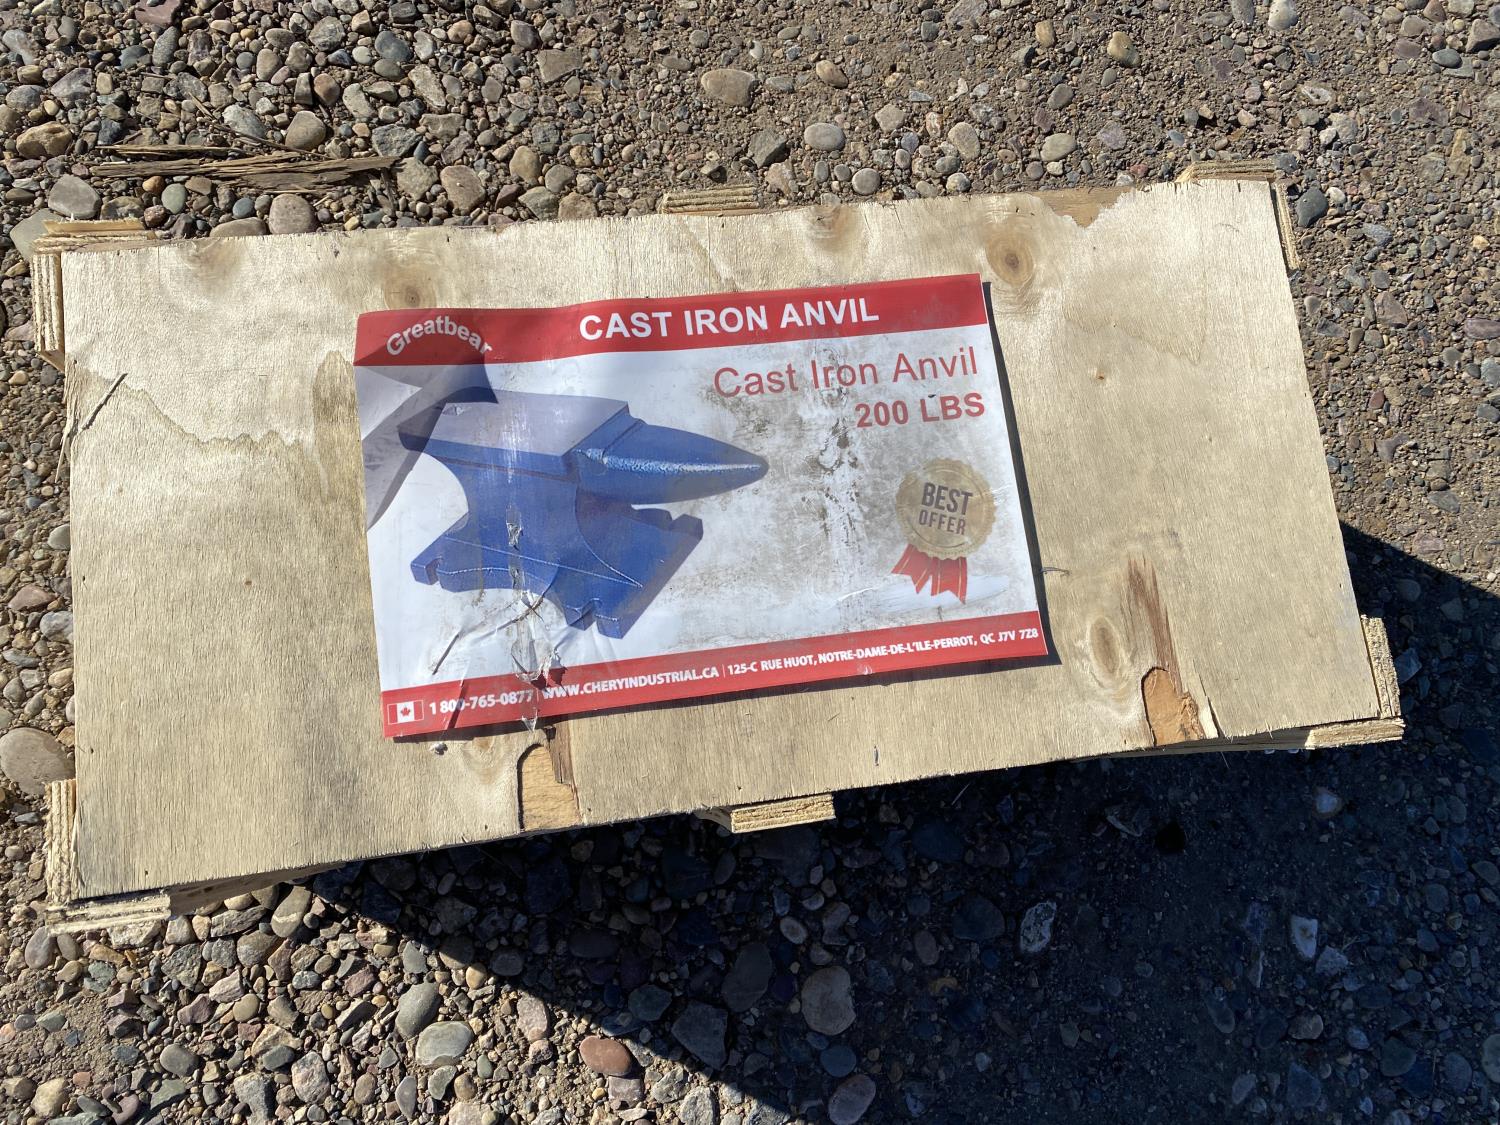 Greatbear
CAST IRON ANVIL
Cast Iron Anvil
200 LBS
BEST
OFFER
1 800-765-0877 | WWW.CHERYINDUSTRIAL.CA | 125-C RUE HUOT, NOTRE-DAME-DE-L'ILE-PERROT, QC J7V 7Z8